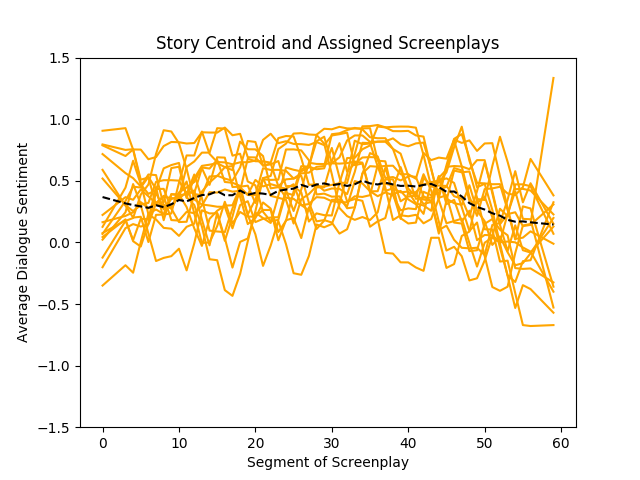 Story Centroid and Assigned Screenplays
Average Dialogue Sentiment
1.5
1.0
0.5
0.0
−0.5
−1.0
−1.5
0 10 20 30 40 50 60
Segment of Screenplay